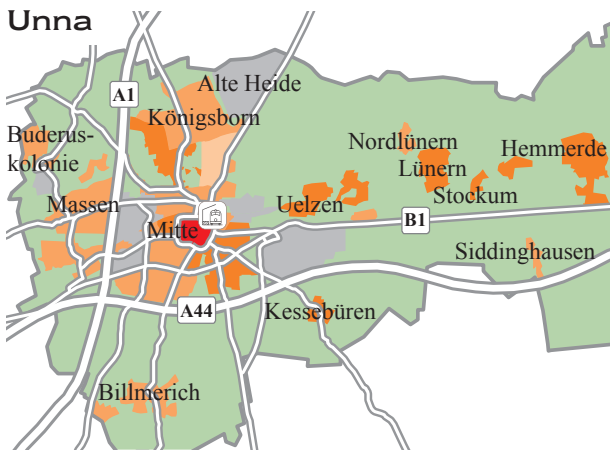 Unna
Alte Heide
A1
Königsborn
Buderus-
kolonie
Nordlünern
Hemmerde
Lünern
Stockum
Massen
Uelzen
B1
Mitte
Siddinghausen
A44
Kessebüren
Billmerich